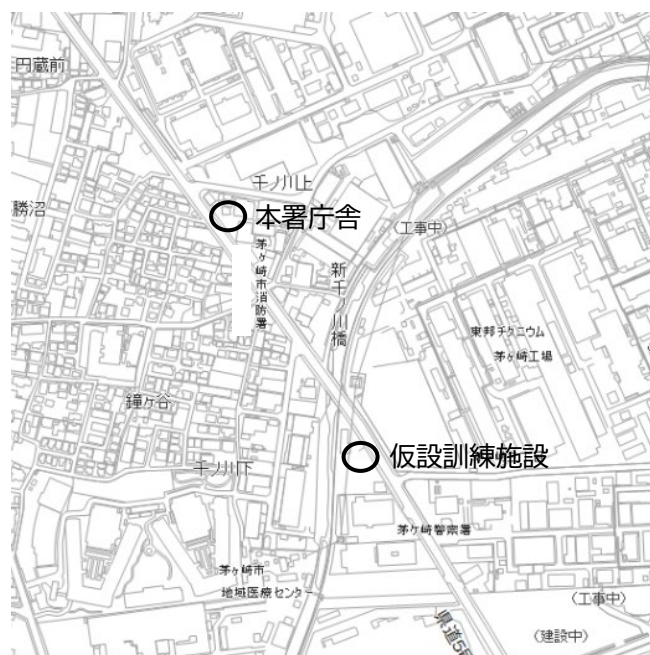 円蔵前
千ノ川上
勝沼
本署庁舎
〈工事中〉
茅ヶ崎市消防署
新千ノ川橋
東邦チタニウム
茅ヶ崎工場
鐘ヶ谷
仮設訓練施設
千ノ川下
茅ヶ崎警察署
茅ヶ崎市
地域医療センター
〈工事中〉
県道5
〈建設中〉